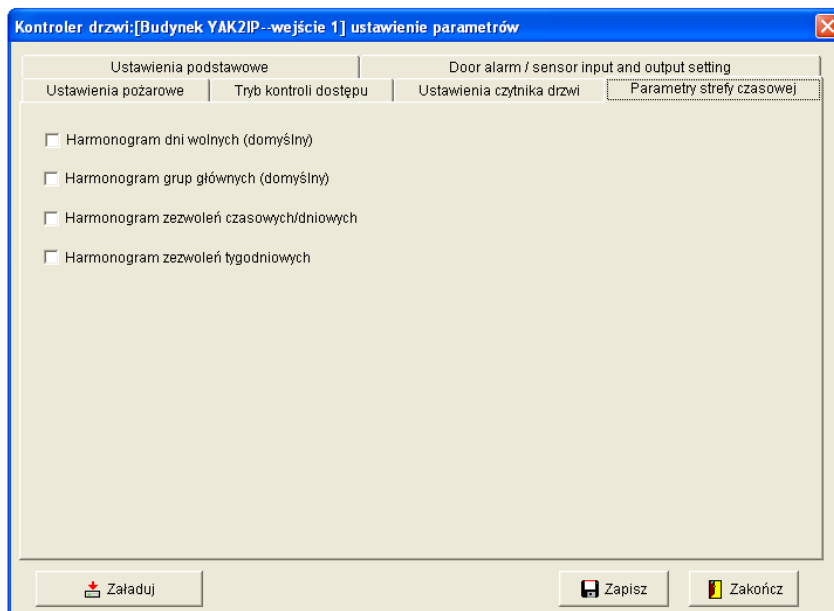 Kontroler drzwi:[Budynek YAK2IP--wejście 1] ustawienie parametrów
Ustawienia podstawowe
Door alarm / sensor input and output setting
Ustawienia pożarowe
Tryb kontroli dostępu
Ustawienia czytnika drzwi
Parametry strefy czasowej
Harmonogram dni wolnych (domyślny)
Harmonogram grup głównych (domyślny)
Harmonogram zezwoleń czasowych/dniowych
Harmonogram zezwoleń tygodniowych
Załaduj
Zapisz
Zakończ